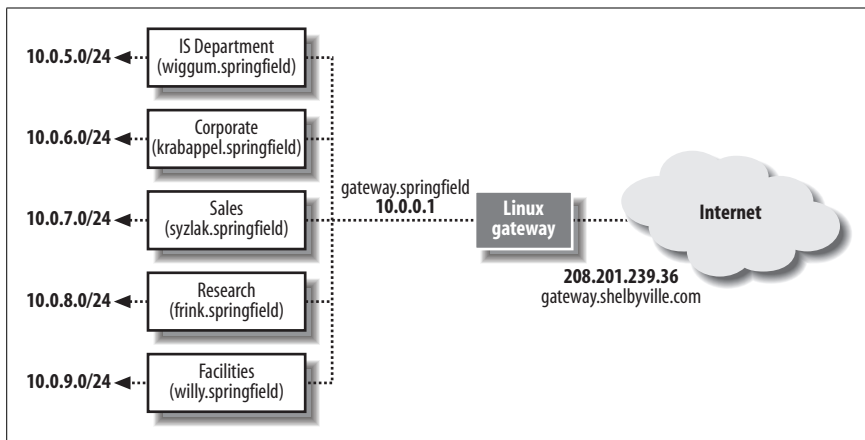 10.0.5.0/24
IS Department
(wiggum.springfield)
10.0.6.0/24
Corporate
(krabappel.springfield)
10.0.7.0/24
Sales
(syzlak.springfield)
10.0.8.0/24
Research
(frink.springfield)
10.0.9.0/24
Facilities
(willy.springfield)
gateway.springfield
10.0.0.1
Linux
gateway
Internet
208.201.239.36
gateway.shelbyville.com